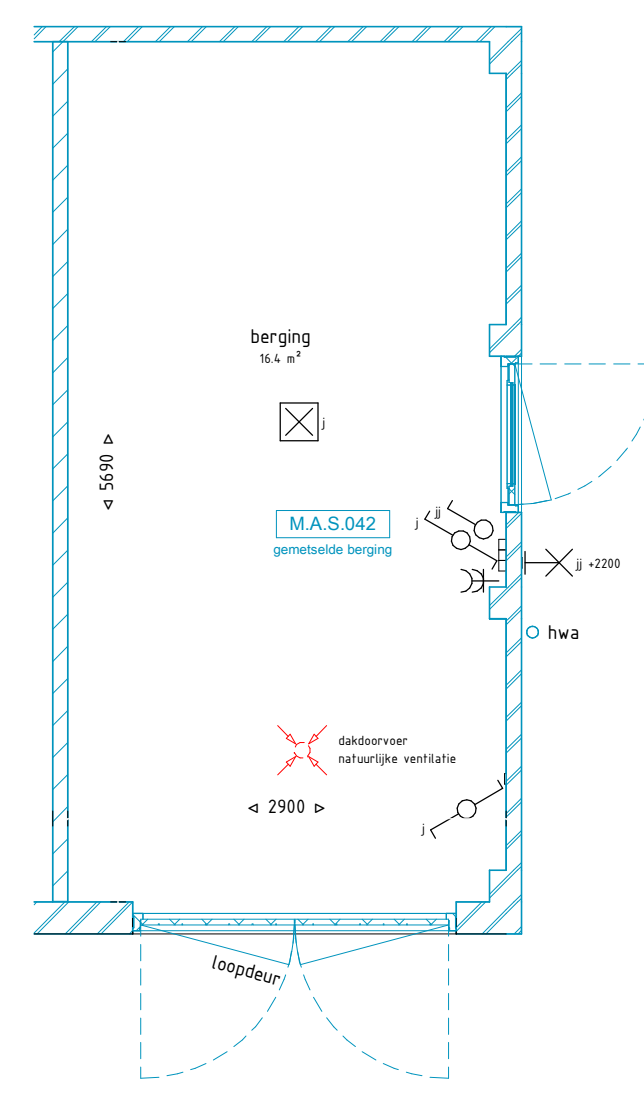 berging
16.4 m²
j
5690
M.A.S.042
gemetselde berging
jj
j
jj +2200
hwa
dakdoorvoer
natuurlijke ventilatie
2900
j
loopdeur